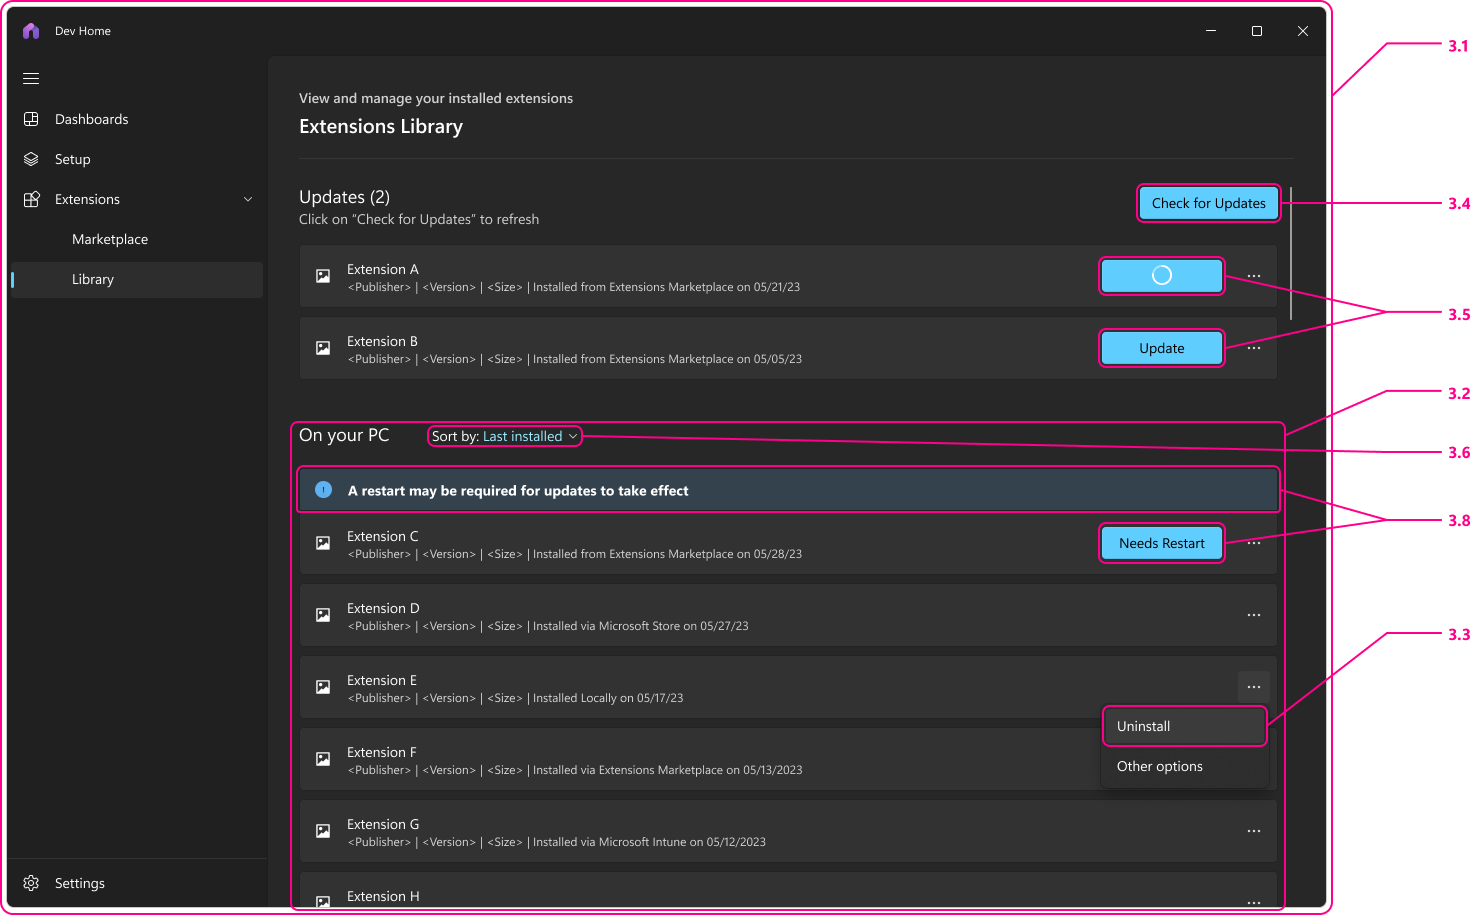 Dev Home
3.1
Dashboards
Setup
Extensions
Marketplace
Library
Settings
View and manage your installed extensions
Extensions Library
Updates (2)
Click on “Check for Updates” to refresh
Check for Updates
3.4
Extension A
<Publisher> | <Version> | <Size> | Installed from Extensions Marketplace on 05/21/23
3.5
Extension B
<Publisher> | <Version> | <Size> | Installed from Extensions Marketplace on 05/05/23
Update
3.2
On your PC
Sort by: Last installed
3.6
A restart may be required for updates to take effect
3.8
Extension C
<Publisher> | <Version> | <Size> | Installed from Extensions Marketplace on 05/28/23
Needs Restart
Extension D
<Publisher> | <Version> | <Size> | Installed via Microsoft Store on 05/27/23
3.3
Extension E
<Publisher> | <Version> | <Size> | Installed Locally on 05/17/23
Uninstall
Other options
Extension F
<Publisher> | <Version> | <Size> | Installed via Extensions Marketplace on 05/13/2023
Extension G
<Publisher> | <Version> | <Size> | Installed via Microsoft Intune on 05/12/2023
Extension H